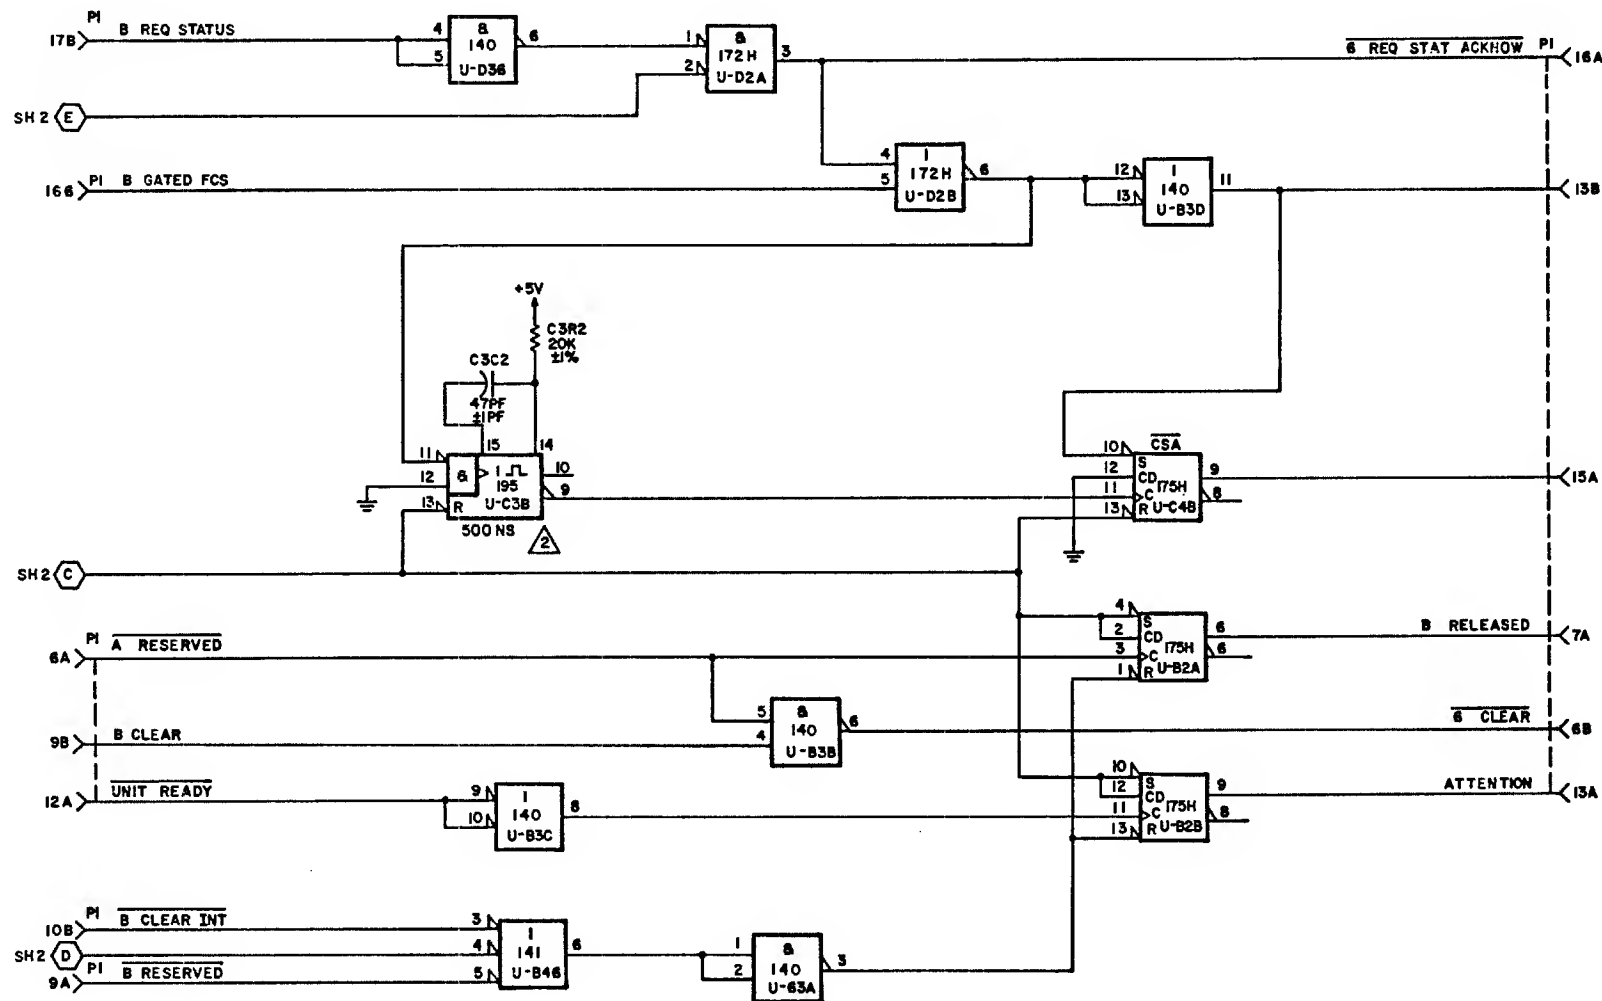 P1
17B B REQ STATUS
4
5
&
140
U-D36
6
1
2
&
172H
U-D2A
3
6 REQ STAT ACKHOW P1
16A
SH 2 E
166 P1 B GATED FCS
4
5
1
172H
U-D2B
6
12
13
1
140
U-B3D
11
13B
+5V
C3R2
20K
±1%
C3C2
47PF
±1PF
15
14
11
12
13
&
1
195
U-C3B
R
10
9
500 NS
2
CSA
10
12
11
13
S
CD
C
R
175H
U-C4B
9
8
15A
SH 2 C
P1
6A A RESERVED
4
2
3
1
S
CD
C
R
175H
U-B2A
6
6
B RELEASED
7A
9B B CLEAR
5
4
&
140
U-B3B
6
6 CLEAR
6B
12A UNIT READY
9
10
1
140
U-B3C
8
10
12
11
13
S
CD
C
R
175H
U-B2B
9
8
ATTENTION
13A
P1
10B B CLEAR INT
SH 2 D
9A P1 B RESERVED
3
4
5
1
141
U-B46
6
1
2
&
140
U-63A
3